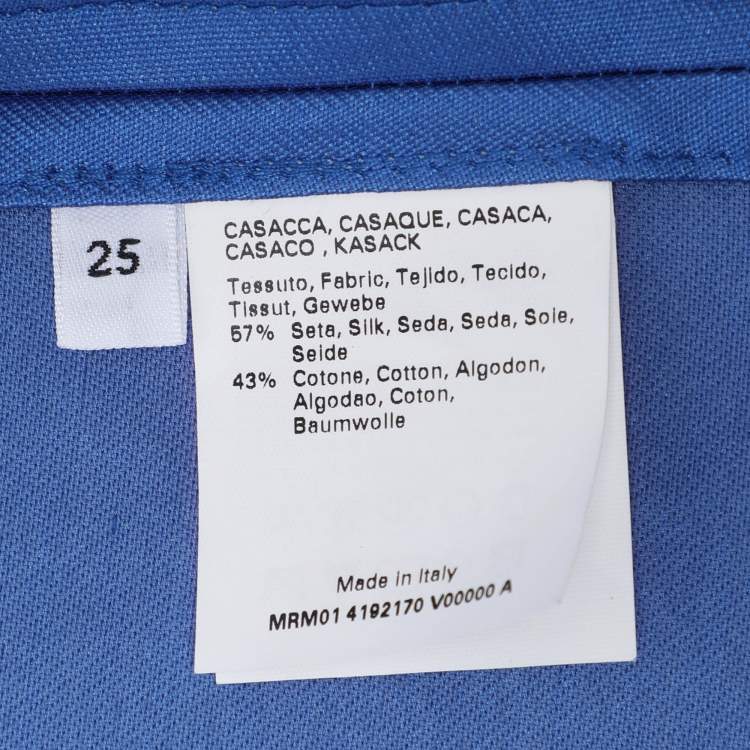 25
CASACCA, CASAQUE, CASACA,
CASACO , KASACK
Tessuto, Fabric, Tejido, Tecido,
Tissut, Gewebe
57% Seta, Silk, Seda, Seda, Soie,
Seide
43% Cotone, Cotton, Algodon,
Algodao, Coton,
Baumwolle
Made in Italy
MRM01 4192170 V00000 A